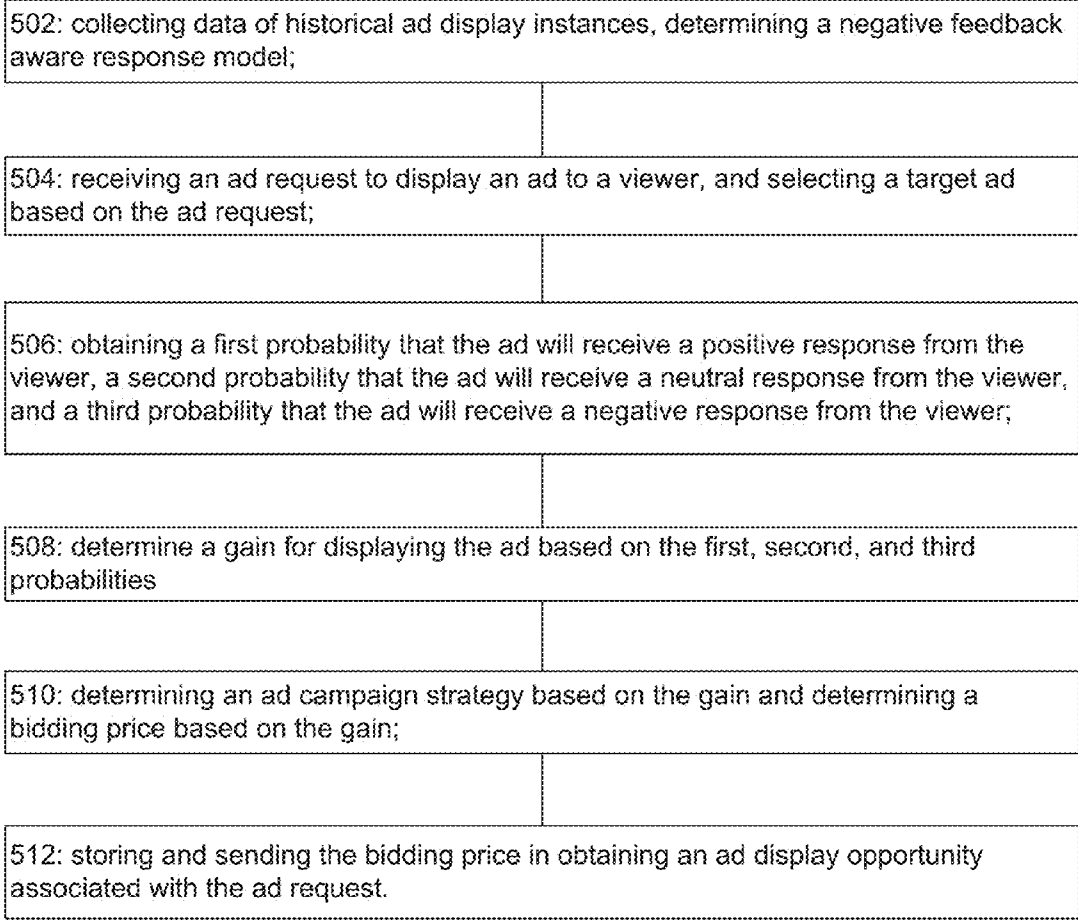 502: collecting data of historical ad display instances, determining a negative feedback
aware response model;
504: receiving an ad request to display an ad to a viewer, and selecting a target ad
based on the ad request;
506: obtaining a first probability that the ad will receive a positive response from the
viewer, a second probability that the ad will receive a neutral response from the viewer,
and a third probability that the ad will receive a negative response from the viewer;
508: determine a gain for displaying the ad based on the first, second, and third
probabilities
510: determining an ad campaign strategy based on the gain and determining a
bidding price based on the gain;
512: storing and sending the bidding price in obtaining an ad display opportunity
associated with the ad request.